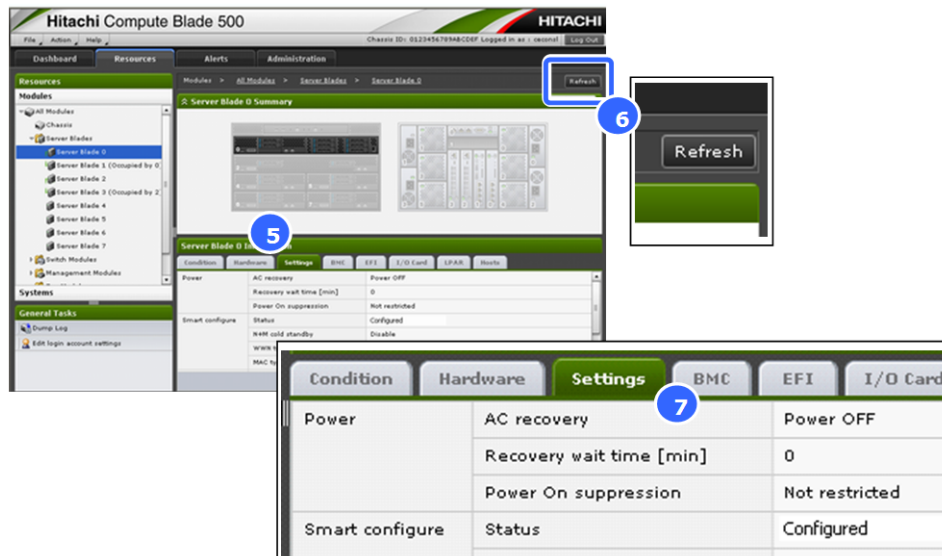 Hitachi Compute Blade 500
HITACHI
File Action Help
Chassis ID: 0123456789ABCDEF Logged in as :
Log Out
Dashboard Resources Alerts Administration
Resources
Modules > All Modules > Server Blades > Server Blade 0
Refresh
Modules
Server Blade 0 Summary
All Modules
Chassis
Server Blades
Server Blade 0
Server Blade 1 (Occupied by 0
Server Blade 2
Server Blade 3 (Occupied by 2
Server Blade 4
Server Blade 5
Server Blade 6
Server Blade 7
Switch Modules
Management Modules
Systems
General Tasks
Dump Log
Edit login account settings
6
Refresh
5
Server Blade 0
Condition Hardware Settings BMC EFI I/O Card LPAR Hosts
Power AC recovery Power OFF
Recovery wait time [min] 0
Power On suppression Not restricted
Smart configure Status Configured
N+M cold standby Disable
WWN
MAC
Condition Hardware Settings BMC EFI I/O Card
7
Power AC recovery Power OFF
Recovery wait time [min] 0
Power On suppression Not restricted
Smart configure Status Configured